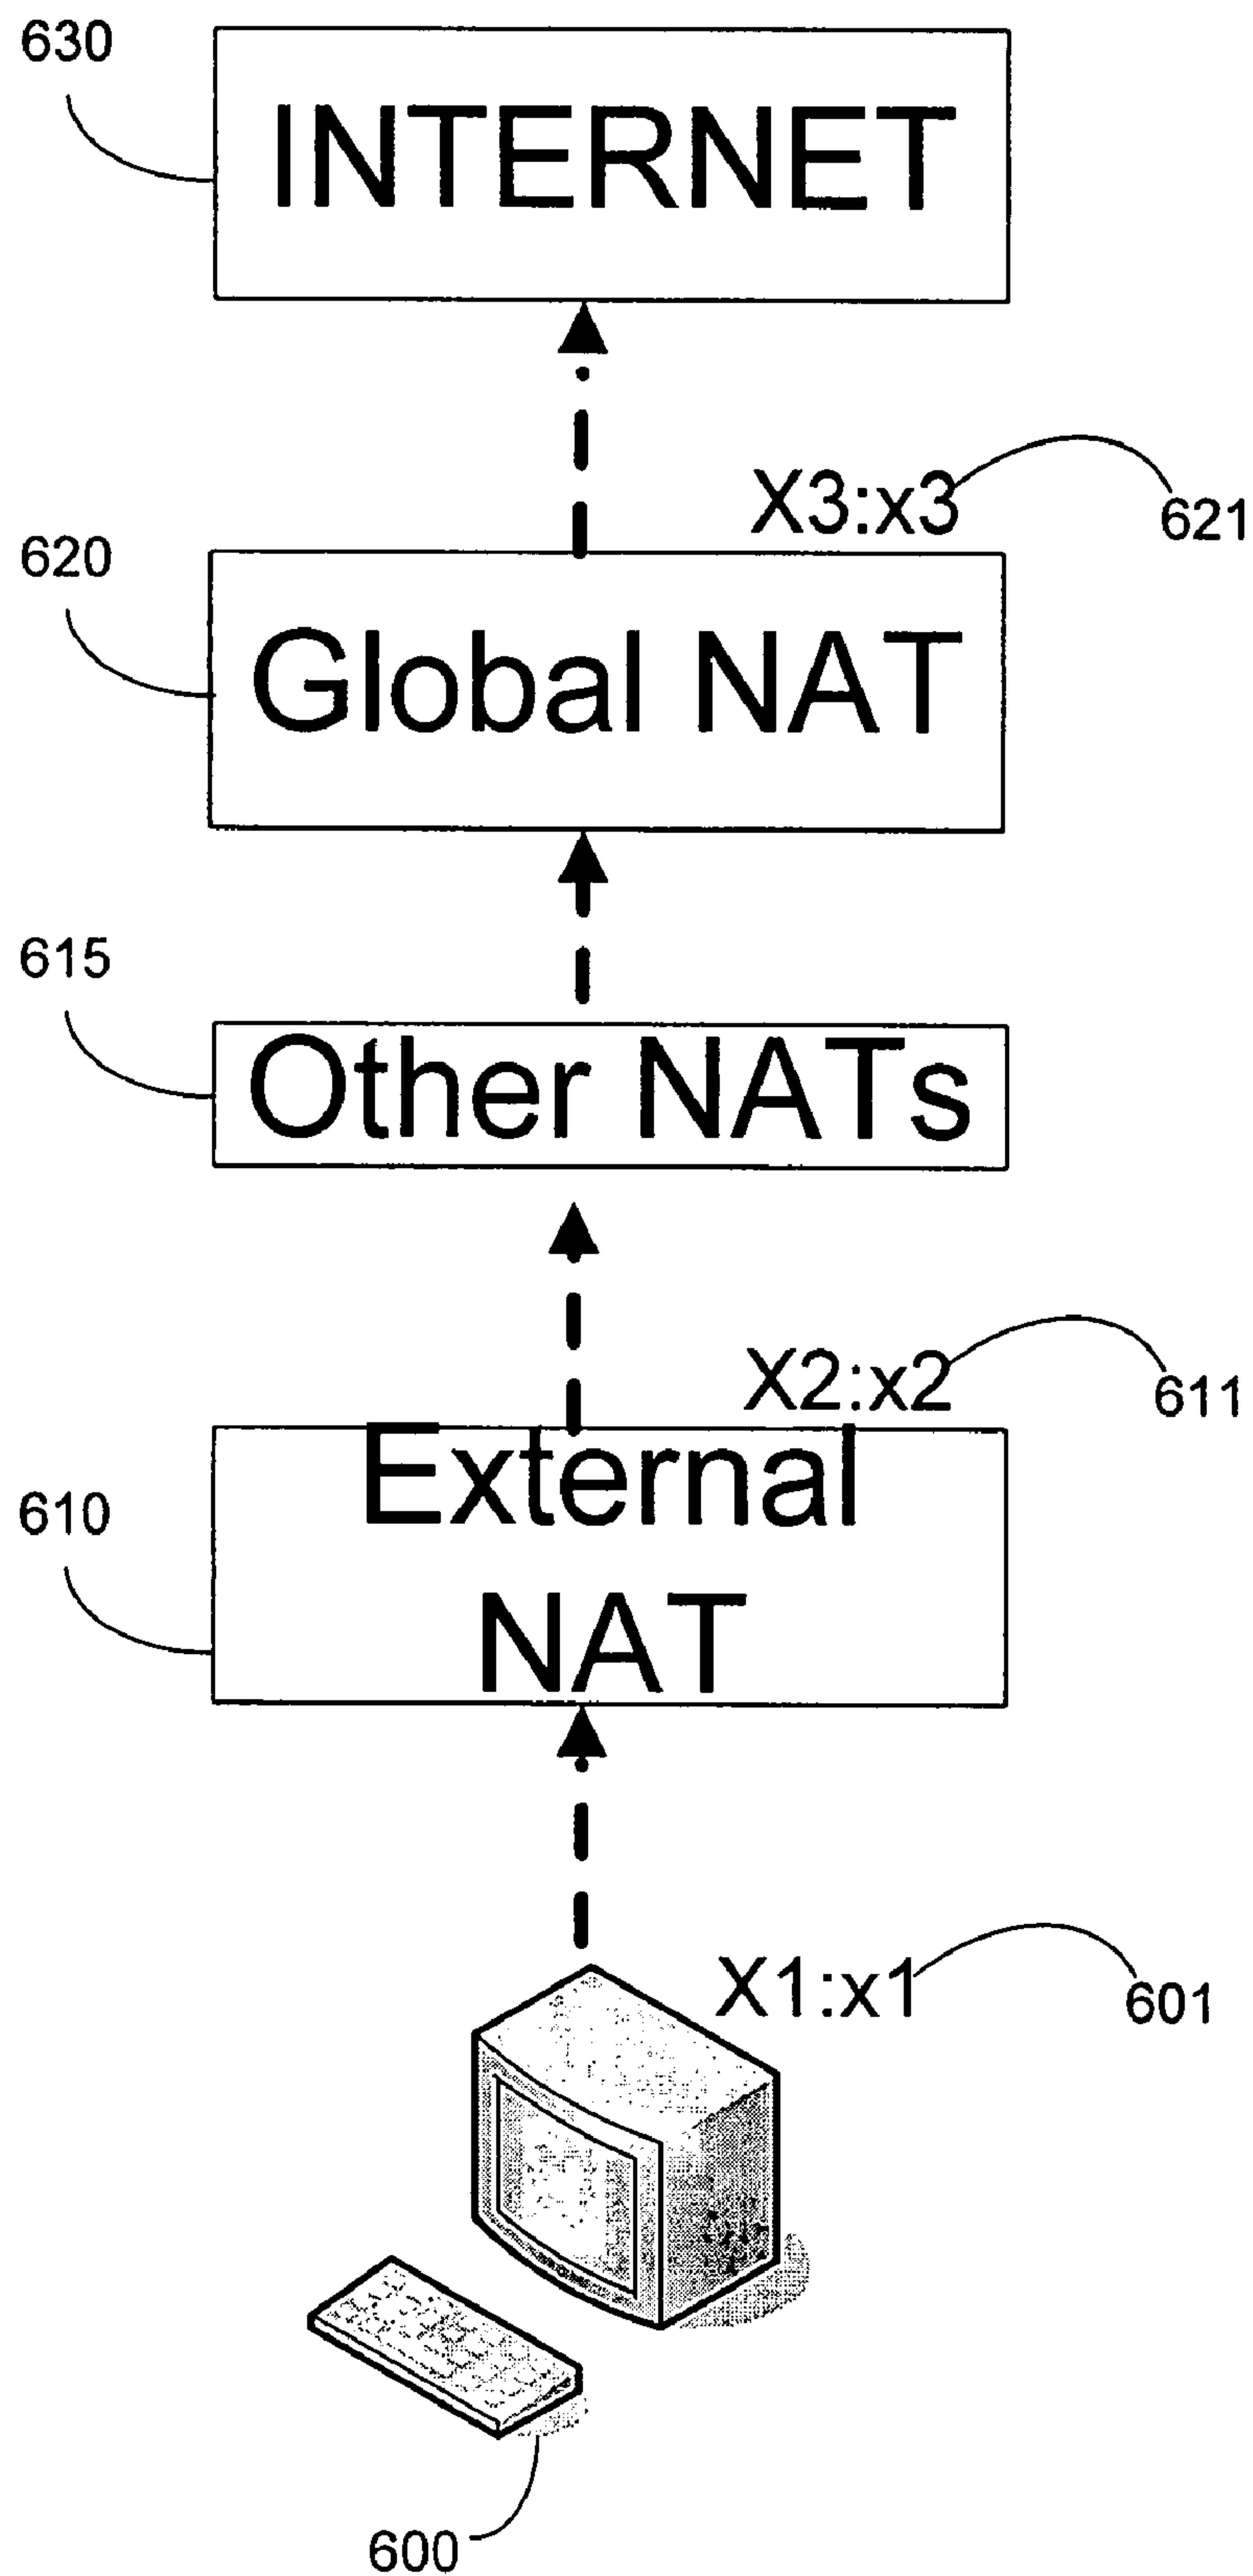 630
INTERNET
X3:x3
621
620
Global NAT
615
Other NATs
X2:x2
611
External
NAT
610
X1:x1
601
600